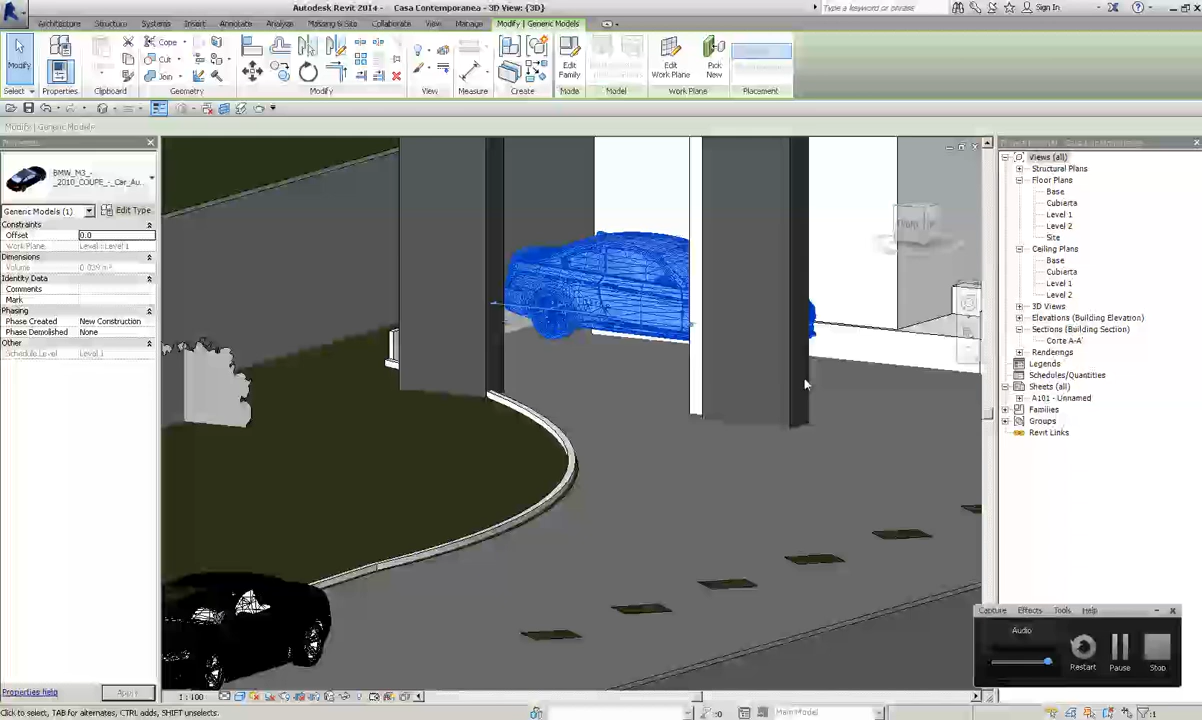 Autodesk Revit 2014 - Casa Contemporanea - 3D View: {3D}
Type a keyword or phrase
Sign In
Architecture Structure Systems Insert Annotate Analyze Massing & Site Collaborate View Manage Modify | Generic Models
Cope
Cut
Join
Modify
Edit Family
Edit Work Plane
Pick New
Select Properties Clipboard Geometry Modify View Measure Create Mode Model Work Plane Placement
Modify | Generic Models
Properties
BMW_M3_-
_2010_COUPE_-_Car_Au...
Generic Models (1) Edit Type
Constraints
Offset 0.0
Work Plane Level : Level 1
Dimensions
Volume 0.039 m³
Identity Data
Comments
Mark
Phasing
Phase Created New Construction
Phase Demolished None
Other
Schedule Level Level 1
Properties help Apply
Views (all)
Structural Plans
Floor Plans
Base
Cubierta
Level 1
Level 2
Site
Ceiling Plans
Base
Cubierta
Level 1
Level 2
3D Views
Elevations (Building Elevation)
Sections (Building Section)
Corte A-A'
Renderings
Legends
Schedules/Quantities
Sheets (all)
A101 - Unnamed
Families
Groups
Revit Links
Capture Effects Tools Help
Audio
Restart Pause Stop
1 : 100
Click to select, TAB for alternates, CTRL adds, SHIFT unselects.
:0
Main Model
:1